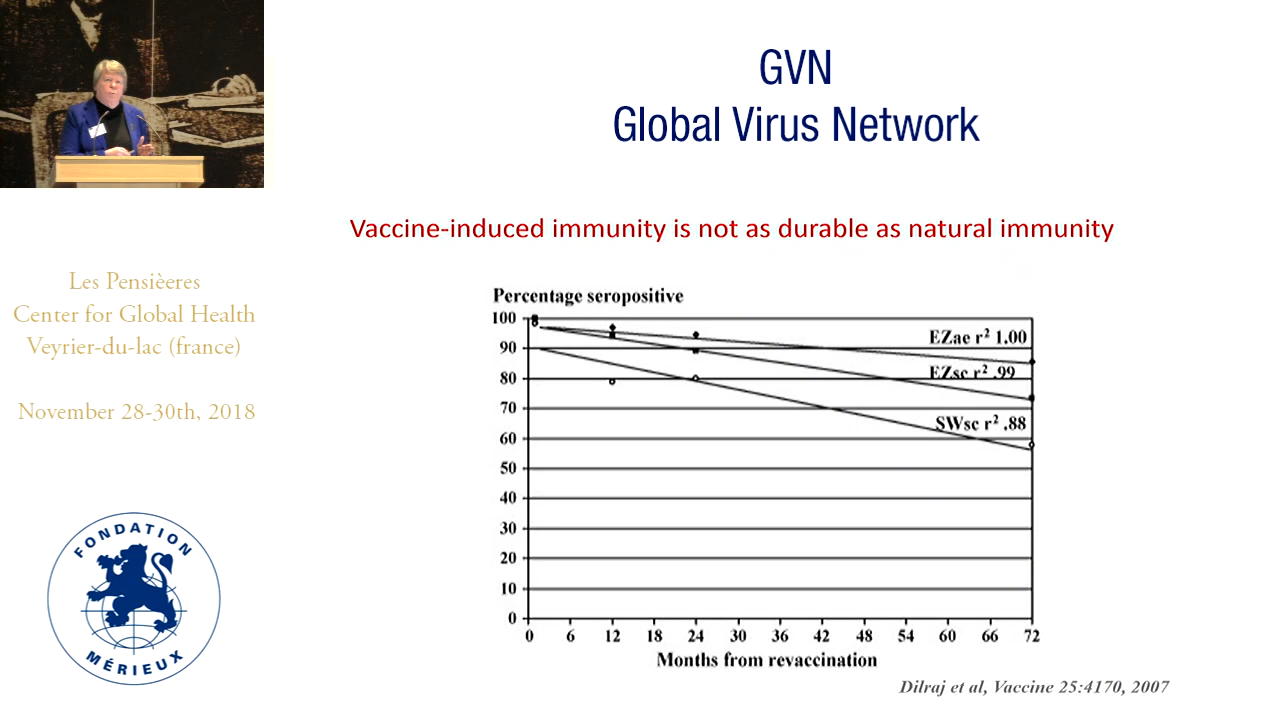 GVN
Global Virus Network
Vaccine-induced immunity is not as durable as natural immunity
Les Pensièeres
Center for Global Health
Veyrier-du-lac (france)
November 28-30th, 2018
FONDATION
MÉRIEUX
Percentage seropositive
100
90
80
70
60
50
40
30
20
10
0
EZae r² 1.00
EZsc r² .99
SWsc r² .88
0 6 12 18 24 30 36 42 48 54 60 66 72
Months from revaccination
Dilraj et al, Vaccine 25:4170, 2007